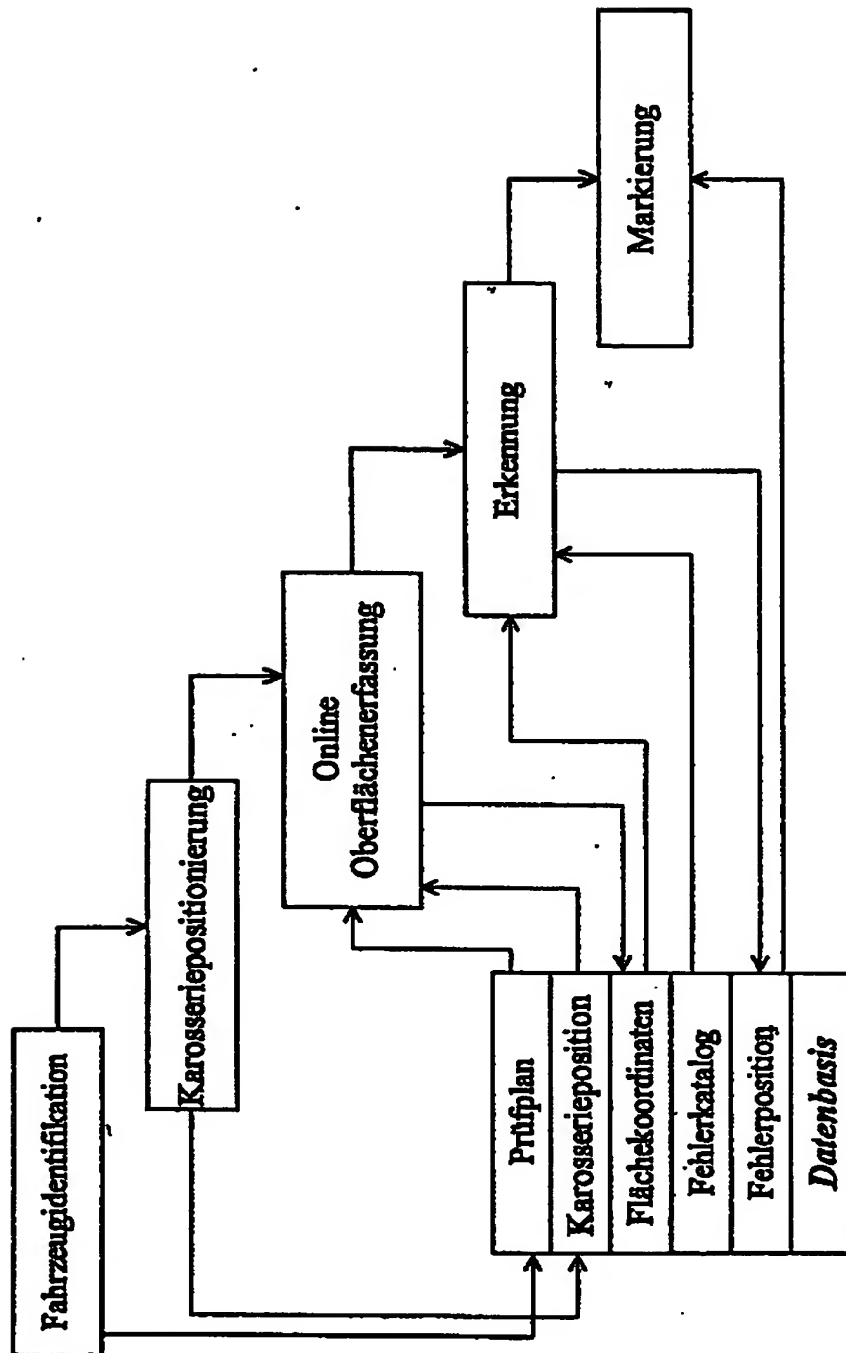 Fahrzeugidentifikation
Karosseriepositionierung
Online
Oberflächenerfassung
Erkennung
Markierung
Prüfplan
Karosserieposition
Flächekoordinaten
Fehlerkatalog
Fehlerposition
Datenbasis